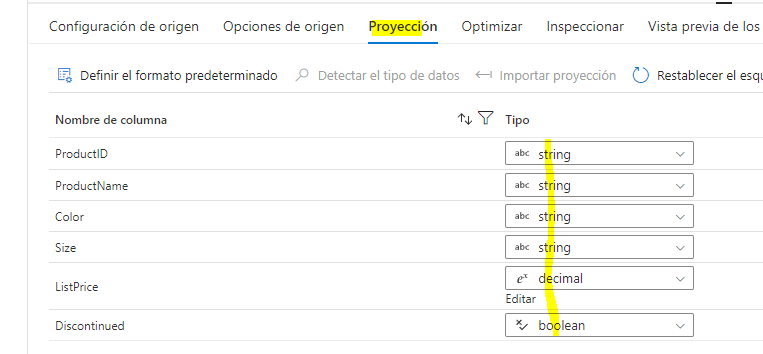 Configuración de origen Opciones de origen Proyección Optimizar Inspeccionar Vista previa de los
Definir el formato predeterminado Detectar el tipo de datos Importar proyección Restablecer el esqu
Nombre de columna Tipo
ProductID abc string
ProductName abc string
Color abc string
Size abc string
ListPrice eˣ decimal
Editar
Discontinued boolean